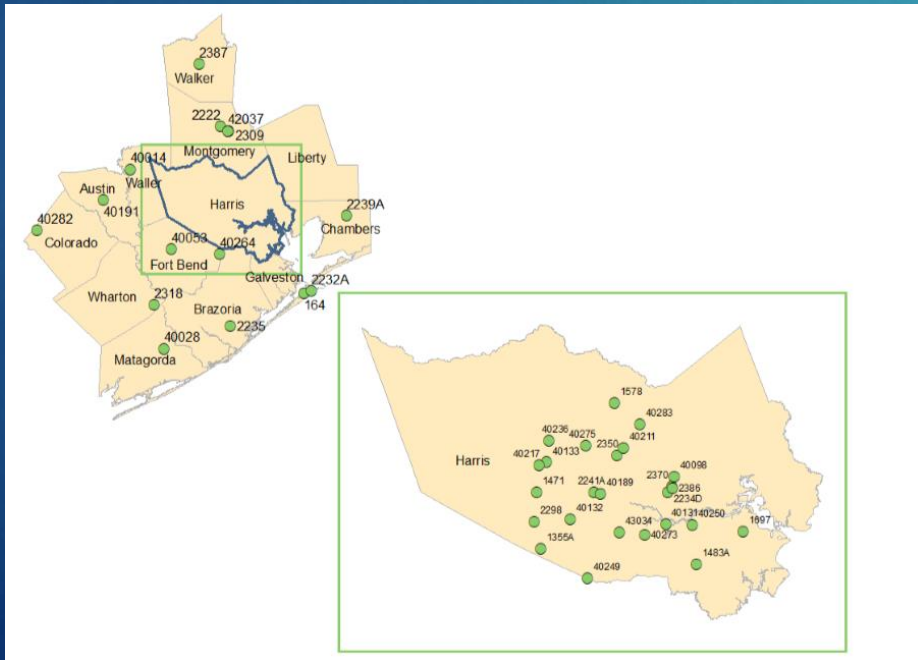 2387
Walker
2222
42037
2309
Montgomery
Liberty
40014
Waller
Austin
40191
Harris
2239A
Chambers
40282
Colorado
40053
40264
Fort Bend
Galveston
2232A
164
Wharton
2318
Brazoria
2235
40028
Matagorda
1578
40283
40236
40275
2350
40211
40217
40133
Harris
2370
40098
1471
2241A
40189
2386
2234D
2298
40132
43034
40131
40250
1697
40273
1355A
1483A
40249